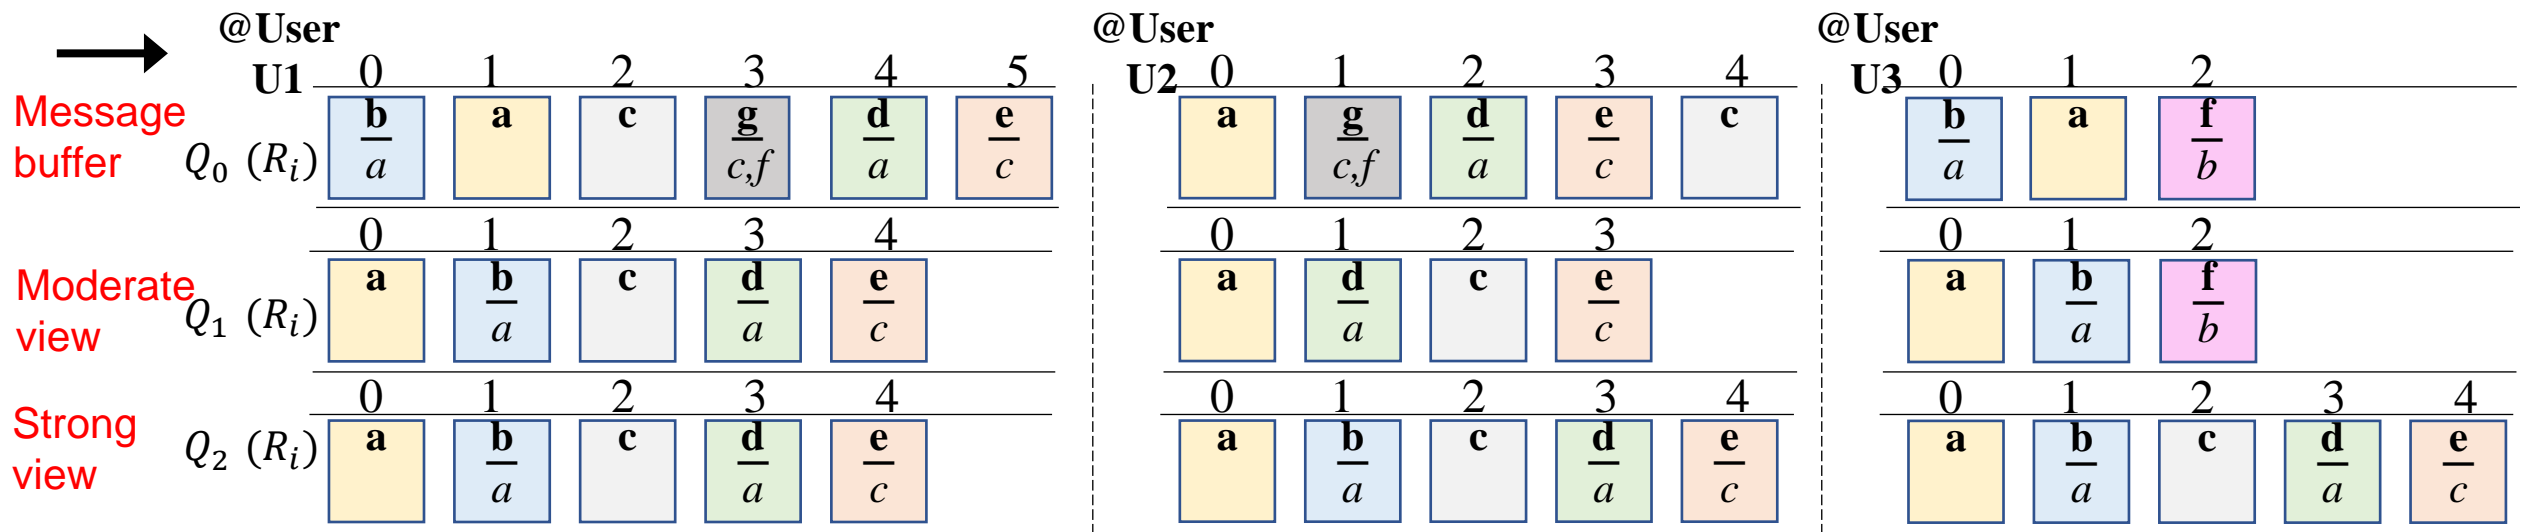 @User @User @User
U1 0 1 2 3 4 5 U2 0 1 2 3 4 U3 0 1 2
Message b a c g d e a g d e c b a f
buffer Q₀ (Rᵢ) a c,f a c c,f a c a b
0 1 2 3 4 0 1 2 3 0 1 2
Moderate a b c d e a d c e a b f
view Q₁ (Rᵢ) a a c a c a b
0 1 2 3 4 0 1 2 3 4 0 1 2 3 4
Strong a b c d e a b c d e a b c d e
view Q₂ (Rᵢ) a a c a a c a a c